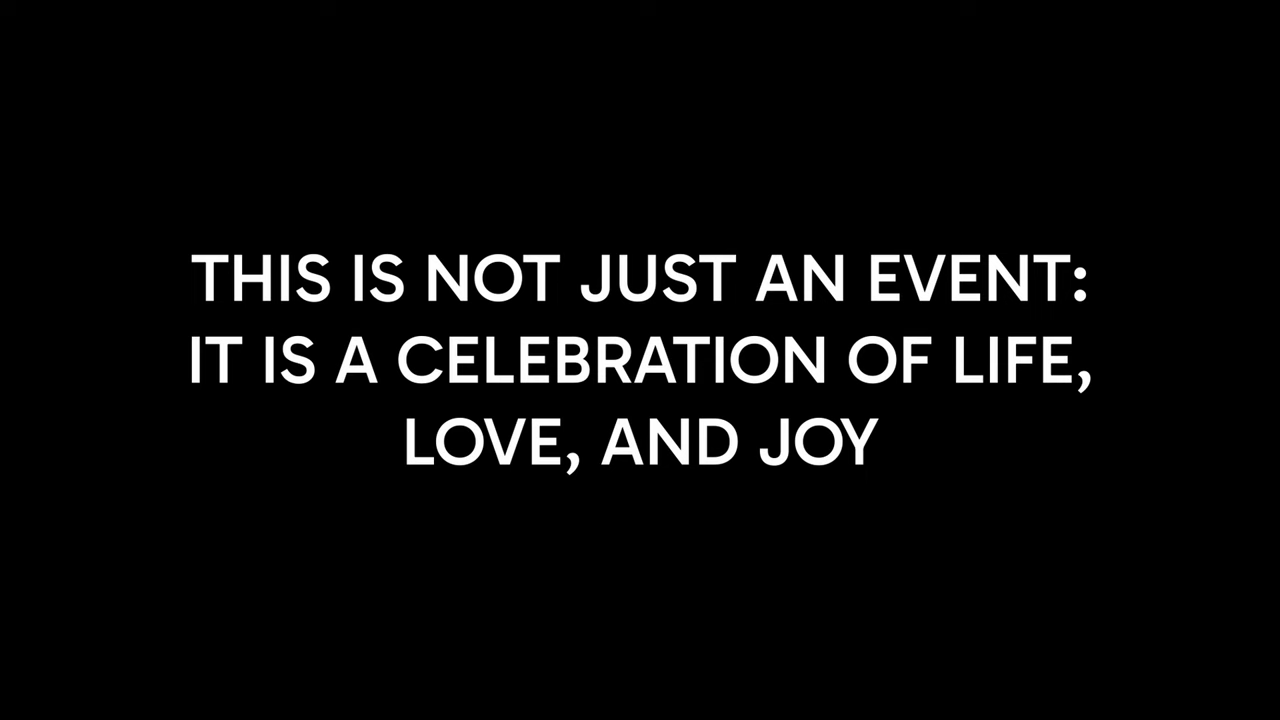 THIS IS NOT JUST AN EVENT:
IT IS A CELEBRATION OF LIFE,
LOVE, AND JOY